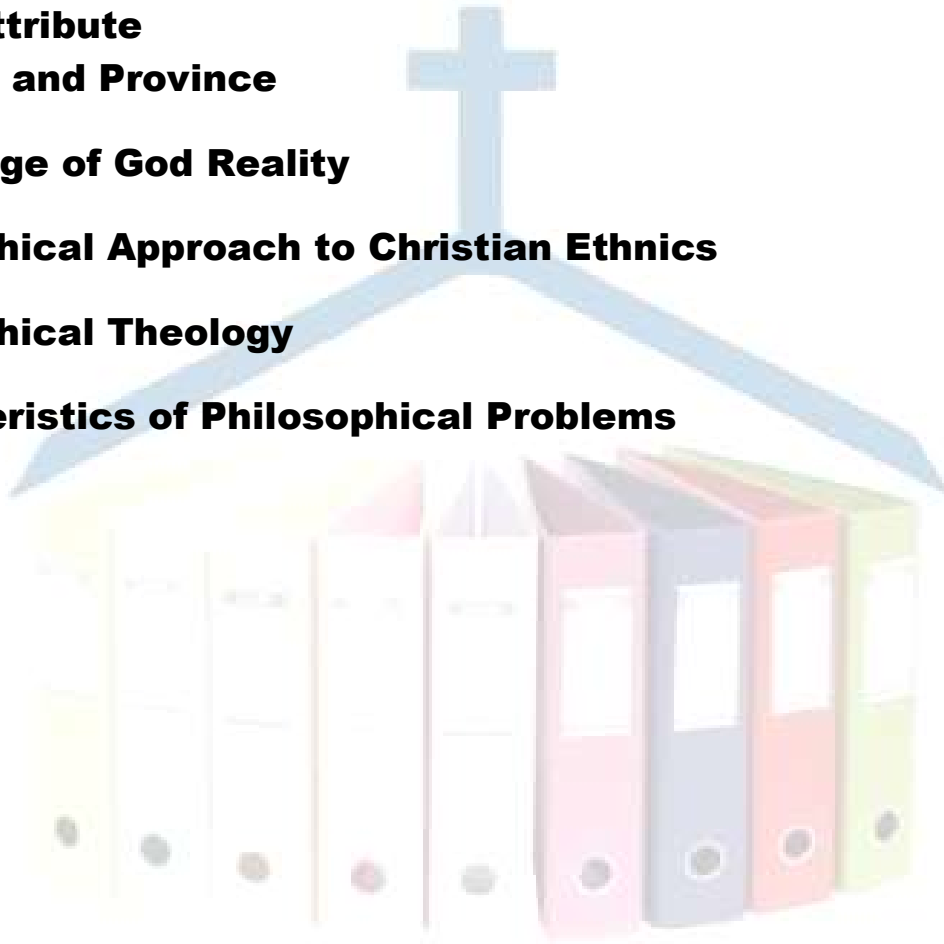 ttribute
and Province
ge of God Reality
hical Approach to Christian Ethnics
hical Theology
eristics of Philosophical Problems